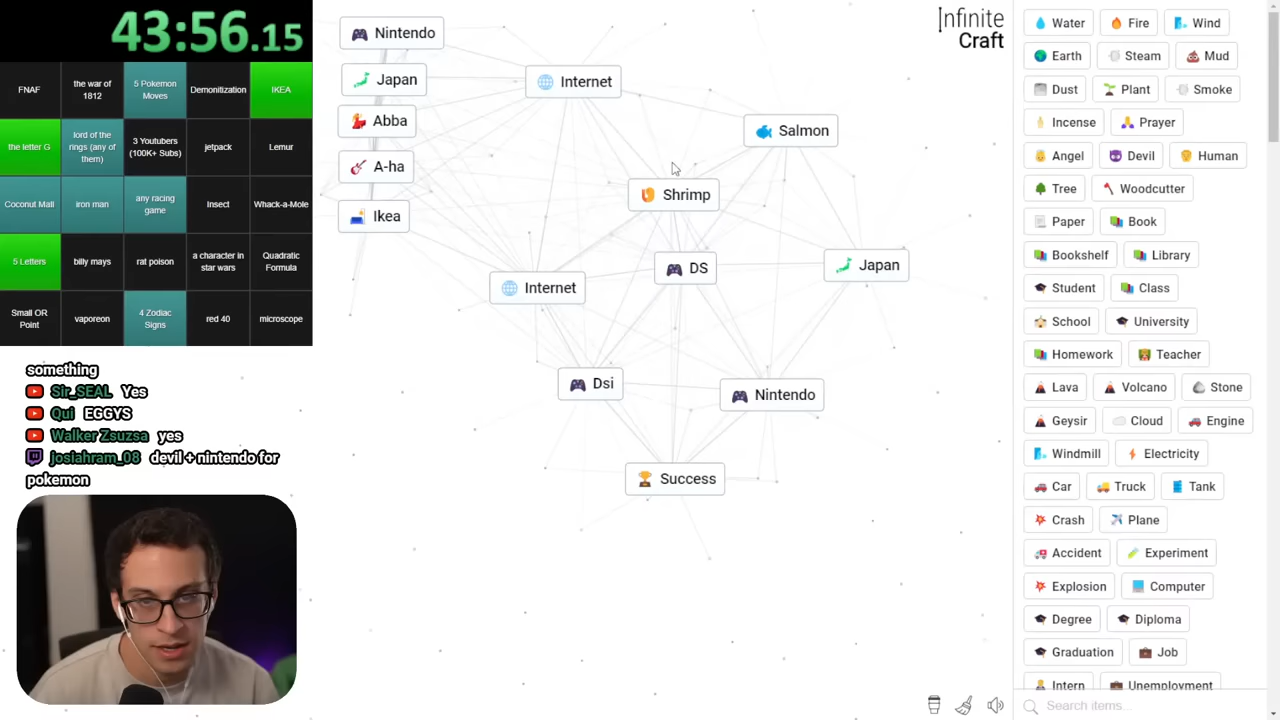 43:56.15
FNAF
the war of
1812
5 Pokemon
Moves
Demonitization
IKEA
the letter G
lord of the
rings (any of
them)
3 Youtubers
(100K+ Subs)
jetpack
Lemur
Coconut Mall
iron man
any racing
game
Insect
Whack-a-Mole
5 Letters
billy mays
rat poison
a character in
star wars
Quadratic
Formula
Small OR
Point
vaporeon
4 Zodiac
Signs
red 40
microscope
something
Sir_SEAL Yes
Qui EGGYS
Walker Zsuzsa yes
josiahram_08 devil + nintendo for
pokemon
Nintendo
Japan
Abba
A-ha
Ikea
Internet
Salmon
Shrimp
DS
Japan
Internet
Dsi
Nintendo
Success
Infinite
Craft
Water
Fire
Wind
Earth
Steam
Mud
Dust
Plant
Smoke
Incense
Prayer
Angel
Devil
Human
Tree
Woodcutter
Paper
Book
Bookshelf
Library
Student
Class
School
University
Homework
Teacher
Lava
Volcano
Stone
Geysir
Cloud
Engine
Windmill
Electricity
Car
Truck
Tank
Crash
Plane
Accident
Experiment
Explosion
Computer
Degree
Diploma
Graduation
Job
Intern
Unemployment
Search items...